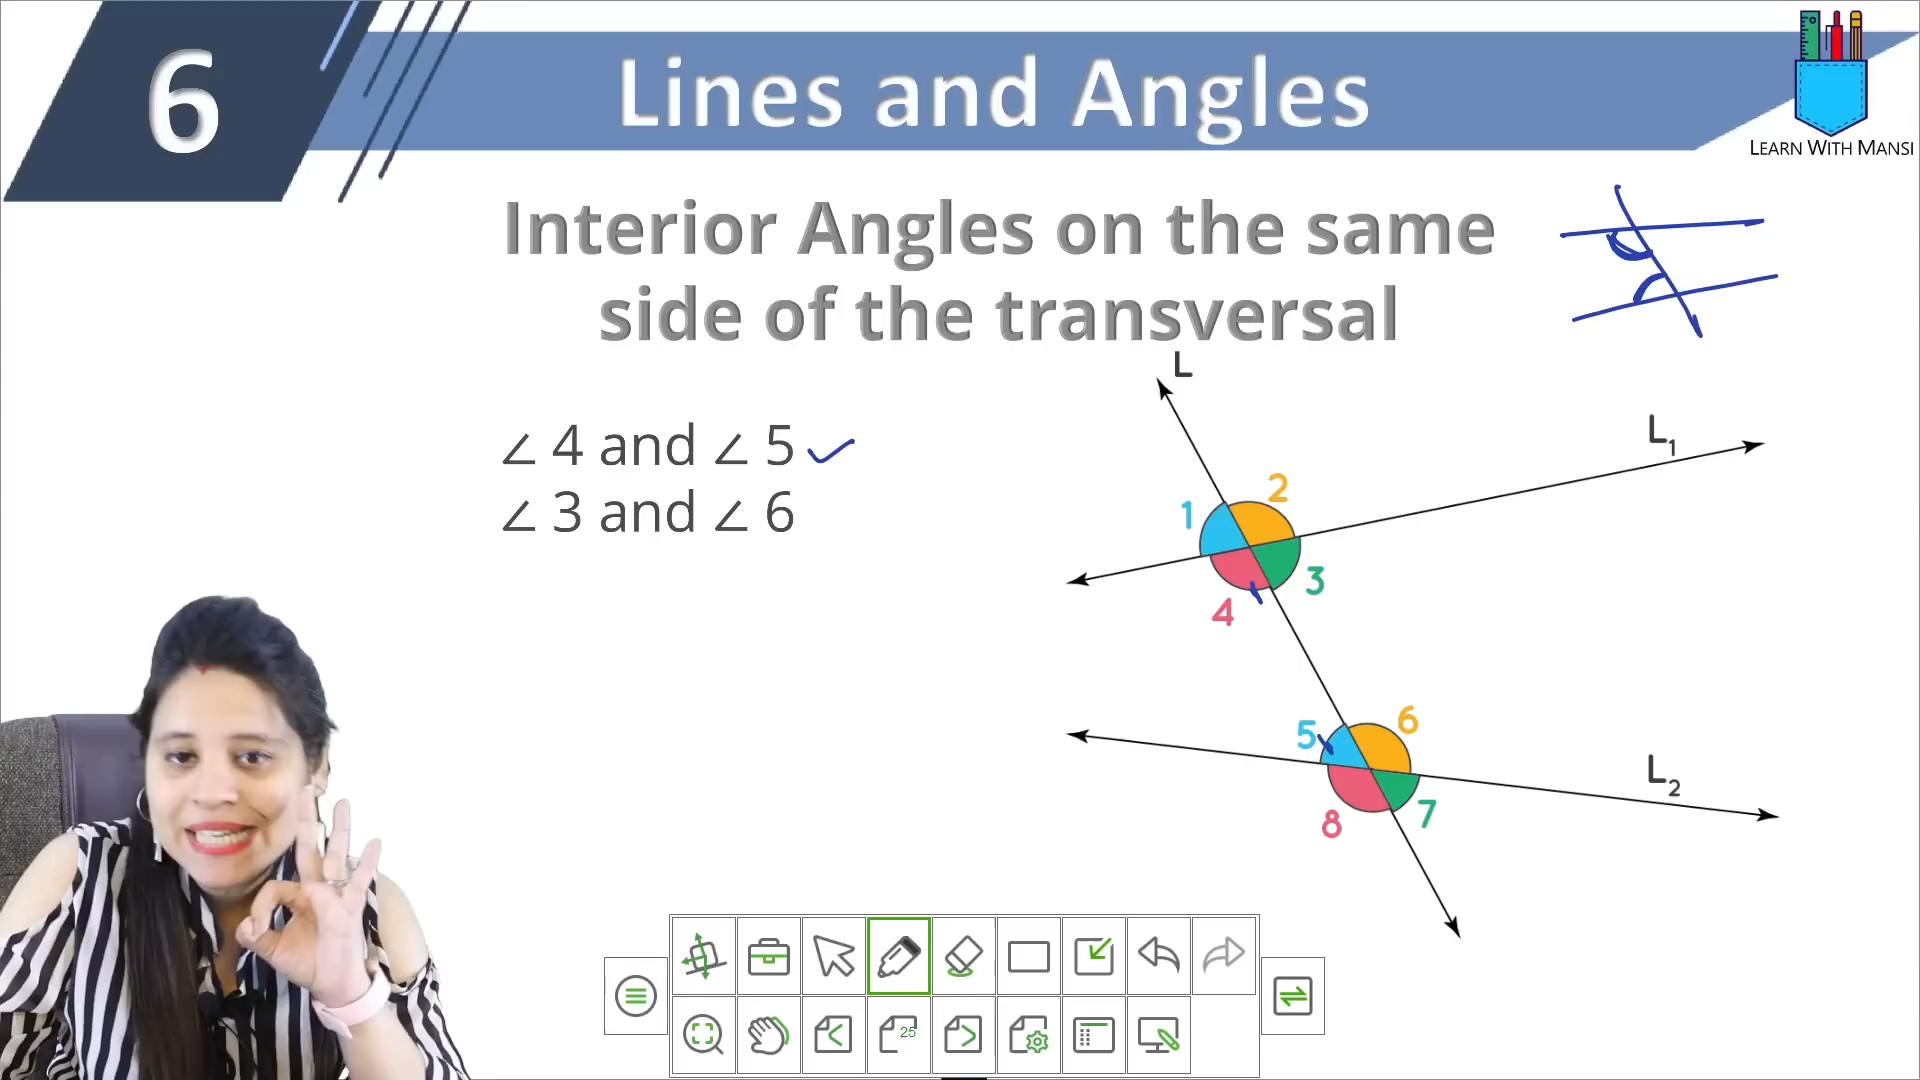 6
Lines and Angles
LEARN WITH MANSI
Interior Angles on the same
side of the transversal
∠ 4 and ∠ 5 ✓
∠ 3 and ∠ 6
L
L1
2
1
3
4
5
6
L2
7
8
25